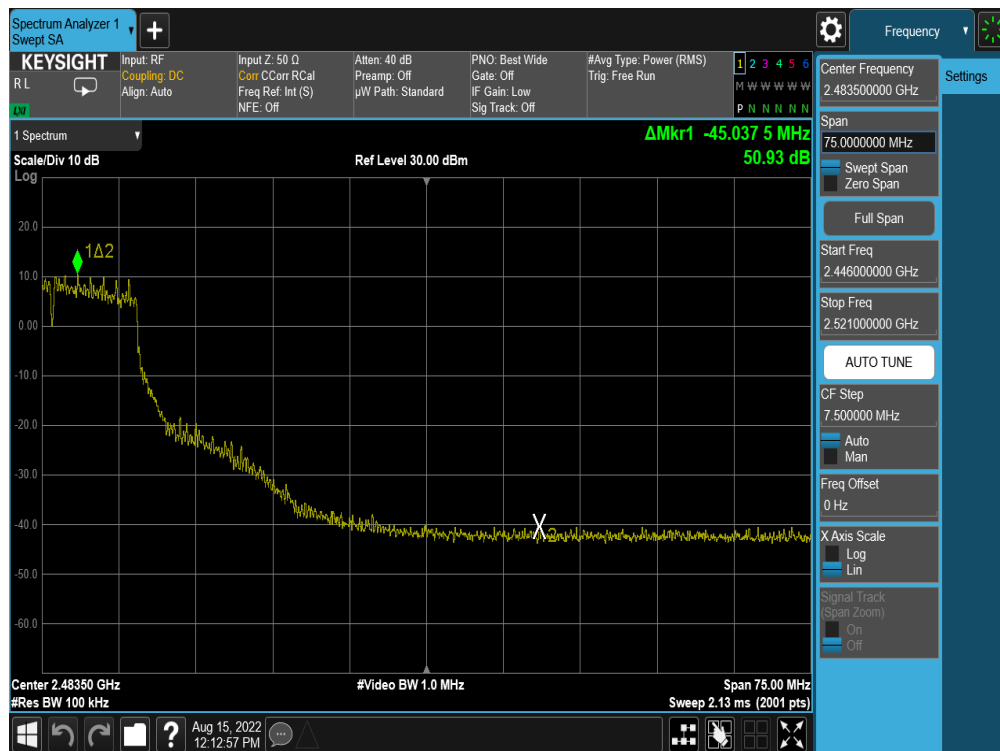 Spectrum Analyzer 1
Swept SA
+
Frequency
KEYSIGHT
R L
LXI
Input: RF
Coupling: DC
Align: Auto
Input Z: 50 Ω
Corr CCorr RCal
Freq Ref: Int (S)
NFE: Off
Atten: 40 dB
Preamp: Off
µW Path: Standard
PNO: Best Wide
Gate: Off
IF Gain: Low
Sig Track: Off
#Avg Type: Power (RMS)
Trig: Free Run
1 2 3 4 5 6
M W W W W W
P N N N N N
1 Spectrum
Scale/Div 10 dB
Log
Ref Level 30.00 dBm
ΔMkr1 -45.037 5 MHz
50.93 dB
20.0
10.0
0.00
-10.0
-20.0
-30.0
-40.0
-50.0
-60.0
1Δ2
X2
Center 2.48350 GHz
#Res BW 100 kHz
#Video BW 1.0 MHz
Span 75.00 MHz
Sweep 2.13 ms (2001 pts)
Aug 15, 2022
12:12:57 PM
?
Center Frequency
2.483500000 GHz
Settings
Span
75.0000000 MHz
Swept Span
Zero Span
Full Span
Start Freq
2.446000000 GHz
Stop Freq
2.521000000 GHz
AUTO TUNE
CF Step
7.500000 MHz
Auto
Man
Freq Offset
0 Hz
X Axis Scale
Log
Lin
Signal Track
(Span Zoom)
On
Off